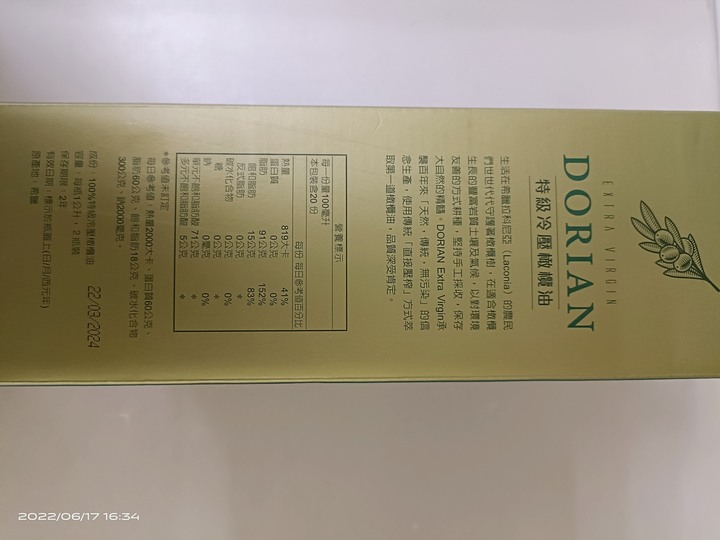 EXTRA VIRGIN
DORIAN
特級冷壓橄欖油
生活在希臘拉科尼亞 (Laconia) 的農民
們世世代代守護著橄欖樹，在適合橄欖
生長的豐富岩質土壤及氣候，以對環境
友善的方式耕種，堅持手工採收，保存
大自然的精髓。DORIAN Extra Virgin承
襲百年來「天然，傳統，無污染」的信
念生產，使用傳統「直接壓榨」方式萃
取第一道橄欖油，品質深受肯定。
營養標示
每一份量100毫升
本包裝含20份
每份 每日參考值百分比
熱量 819大卡 41%
蛋白質 0公克 0%
脂肪 91公克 152%
飽和脂肪 15公克 83%
反式脂肪 0公克 *
碳水化合物 0公克 0%
糖 0公克 *
鈉 0毫克 0%
單元不飽和脂肪酸 71公克 *
多元不飽和脂肪酸 5公克 *
*參考值未訂定
每日參考值：熱量2000大卡、蛋白質60公克、
脂肪60公克、飽和脂肪18公克、碳水化合物
300公克、鈉2000毫克。
成份：100%特級冷壓橄欖油
容量：每瓶1公升，2瓶裝
保存期限：2年
有效日期：標示於瓶蓋上(日/月/西元年)
原產地：希臘
22/03/2024
2022/06/17 16:34